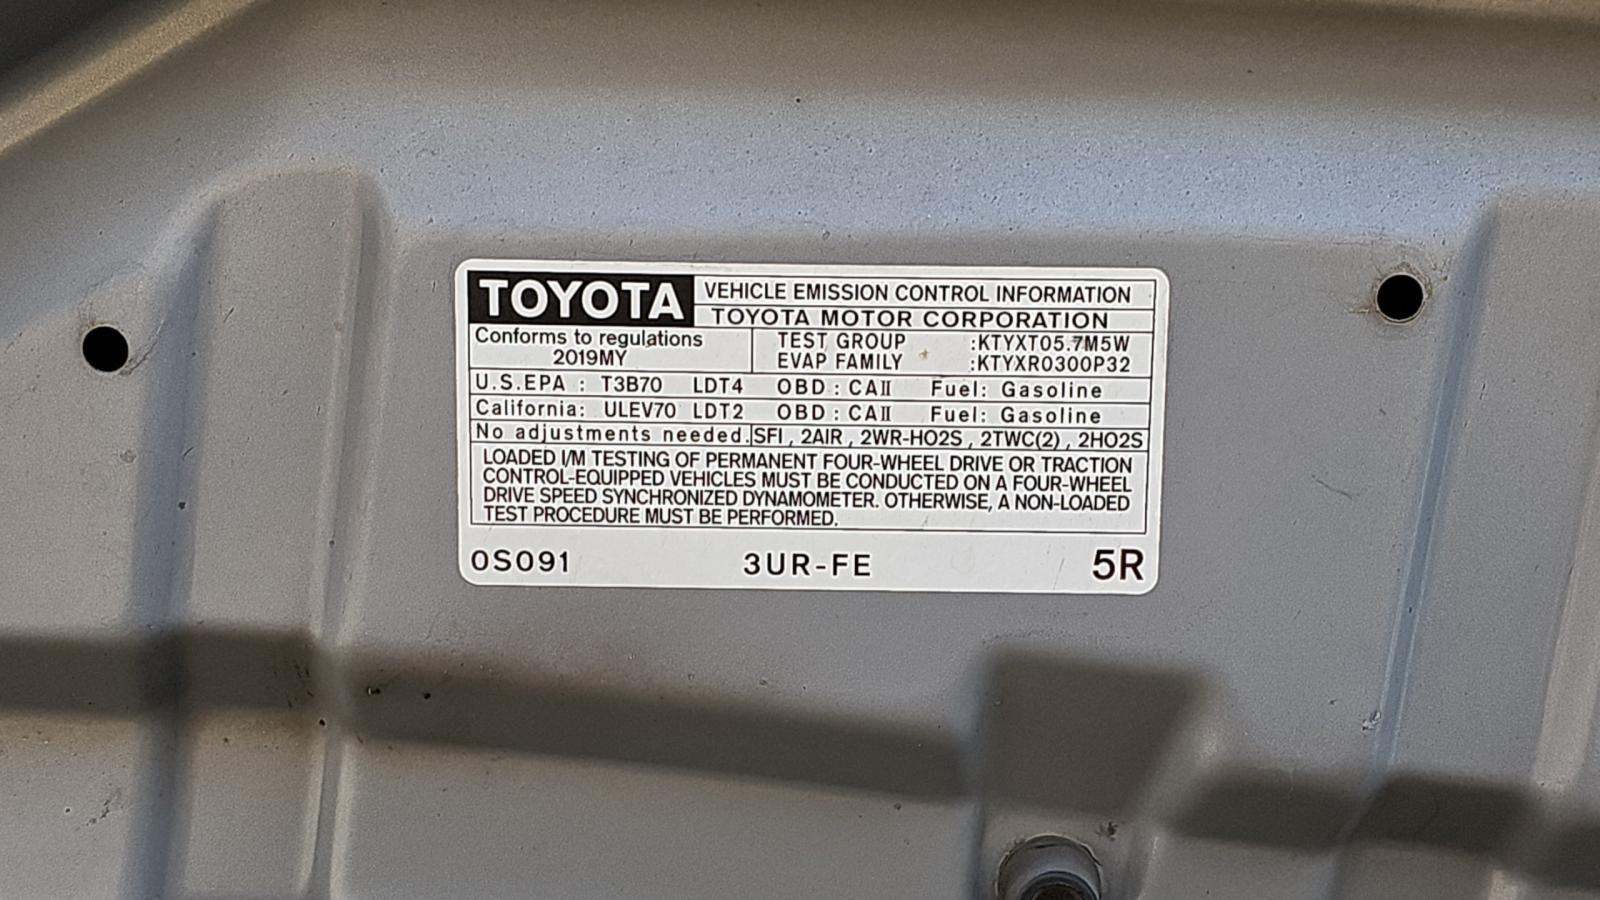 TOYOTA
VEHICLE EMISSION CONTROL INFORMATION
TOYOTA MOTOR CORPORATION
Conforms to regulations
2019MY
TEST GROUP :KTYXT05.7M5W
EVAP FAMILY :KTYXR0300P32
U.S.EPA : T3B70 LDT4 OBD : CAⅡ Fuel: Gasoline
California: ULEV70 LDT2 OBD : CAⅡ Fuel: Gasoline
No adjustments needed. SFI, 2AIR, 2WR-HO2S, 2TWC(2), 2HO2S
LOADED I/M TESTING OF PERMANENT FOUR-WHEEL DRIVE OR TRACTION
CONTROL-EQUIPPED VEHICLES MUST BE CONDUCTED ON A FOUR-WHEEL
DRIVE SPEED SYNCHRONIZED DYNAMOMETER. OTHERWISE, A NON-LOADED
TEST PROCEDURE MUST BE PERFORMED.
0S091 3UR-FE 5R